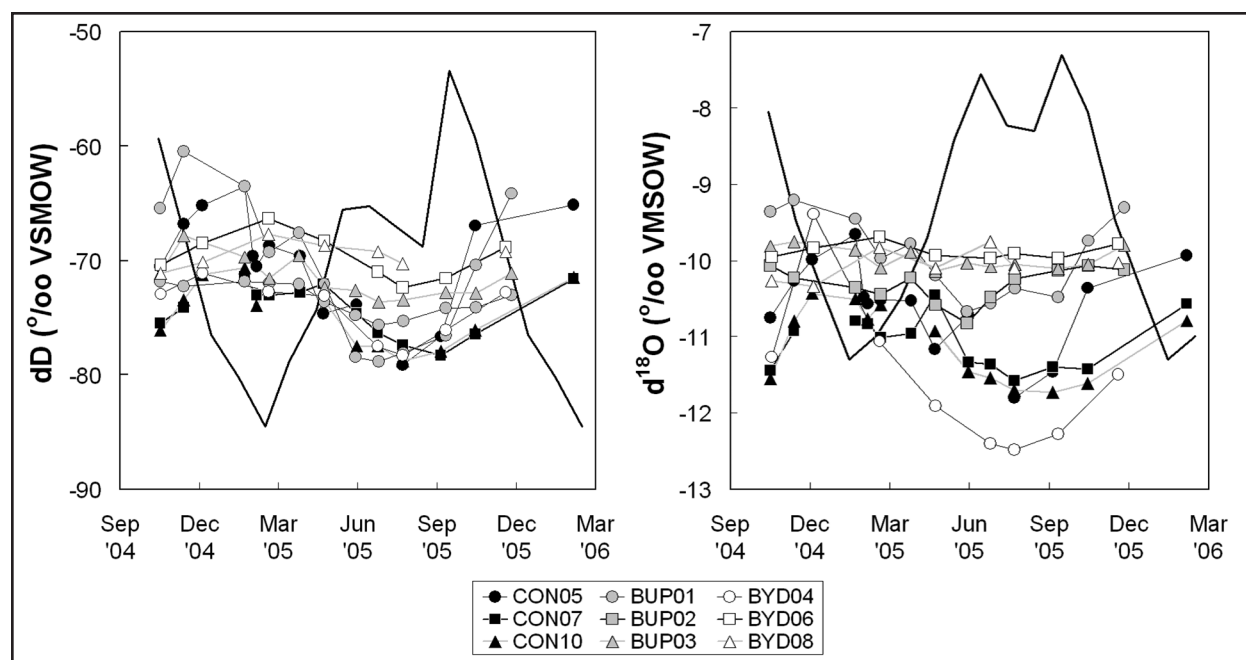 -50
-60
-70
-80
-90
dD (°/oo VSMOW)
Sep Dec Mar Jun Sep Dec Mar
'04 '04 '05 '05 '05 '05 '06
-7
-8
-9
-10
-11
-12
-13
d18O (°/oo VMSOW)
Sep Dec Mar Jun Sep Dec Mar
'04 '04 '05 '05 '05 '05 '06
CON05 BUP01 BYD04
CON07 BUP02 BYD06
CON10 BUP03 BYD08